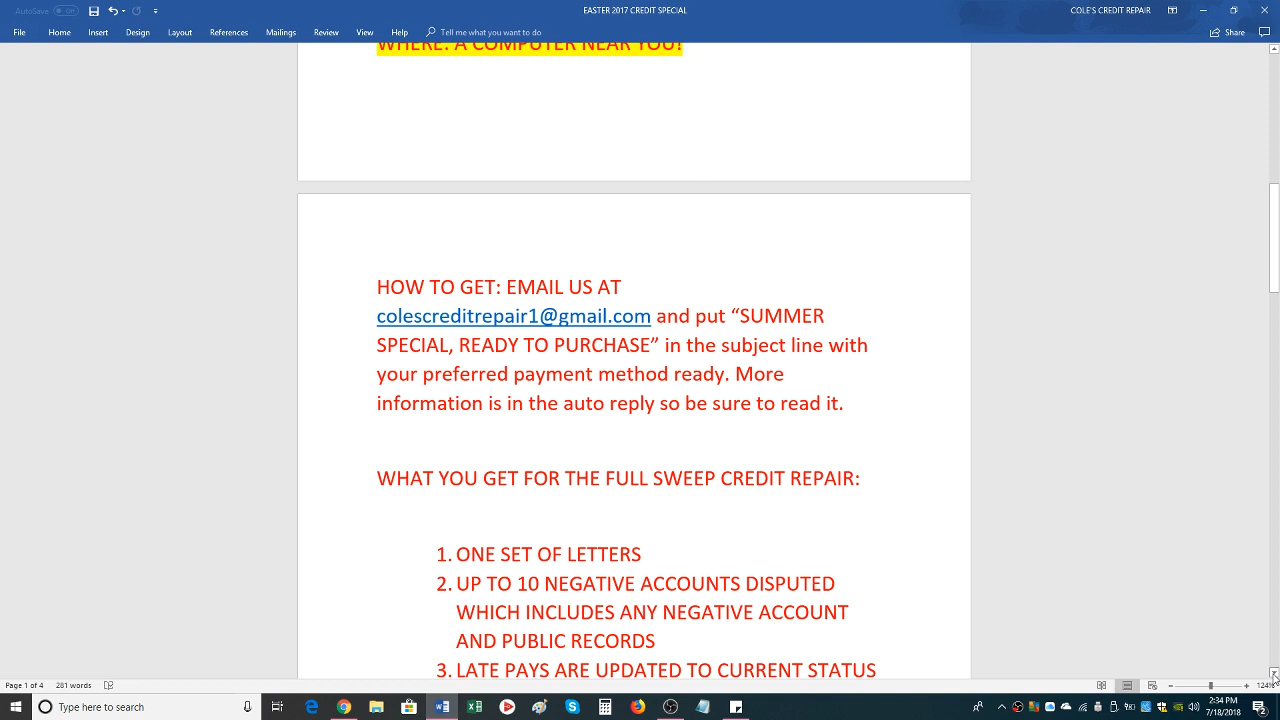 AutoSave Off
EASTER 2017 CREDIT SPECIAL
COLE'S CREDIT REPAIR
File Home Insert Design Layout References Mailings Review View Help Tell me what you want to do Share
WHERE: A COMPUTER NEAR YOU!
HOW TO GET: EMAIL US AT
colescreditrepair1@gmail.com and put “SUMMER
SPECIAL, READY TO PURCHASE” in the subject line with
your preferred payment method ready. More
information is in the auto reply so be sure to read it.
WHAT YOU GET FOR THE FULL SWEEP CREDIT REPAIR:
1. ONE SET OF LETTERS
2. UP TO 10 NEGATIVE ACCOUNTS DISPUTED
WHICH INCLUDES ANY NEGATIVE ACCOUNT
AND PUBLIC RECORDS
3. LATE PAYS ARE UPDATED TO CURRENT STATUS
Page 1 of 4 281 words 124%
Type here to search
2:34 PM
7/18/2018